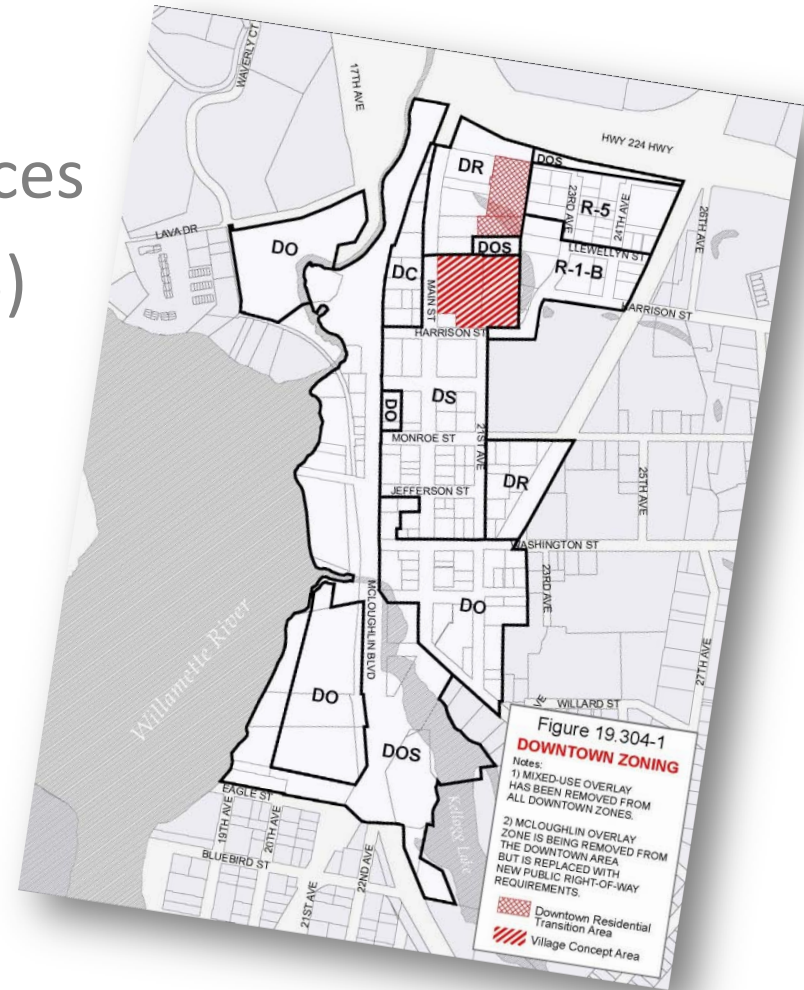 ces
)
WAVERLY CT
17TH AVE
HWY 224 HWY
DR
DOS
23RD AVE
R-5
24TH AVE
26TH AVE
LAVA DR
DO
DOS
LLEWELLYN ST
DC
MAIN ST
R-1-B
HARRISON ST
HARRISON ST
DO
DS
MONROE ST
21ST AVE
DR
25TH AVE
JEFFERSON ST
WASHINGTON ST
23RD AVE
MCLOUGHLIN BLVD
DO
27TH AVE
Willamette River
DO
WILLARD ST
VE
DOS
EAGLE ST
19TH AVE
20TH AVE
BLUEBIRD ST
21ST AVE
22ND AVE
Kellogg Lake
Figure 19.304-1
DOWNTOWN ZONING
Notes:
1) MIXED-USE OVERLAY
HAS BEEN REMOVED FROM
ALL DOWNTOWN ZONES.
2) MCLOUGHLIN OVERLAY
ZONE IS BEING REMOVED FROM
THE DOWNTOWN AREA
BUT IS REPLACED WITH
NEW PUBLIC RIGHT-OF-WAY
REQUIREMENTS.
Downtown Residential
Transition Area
Village Concept Area